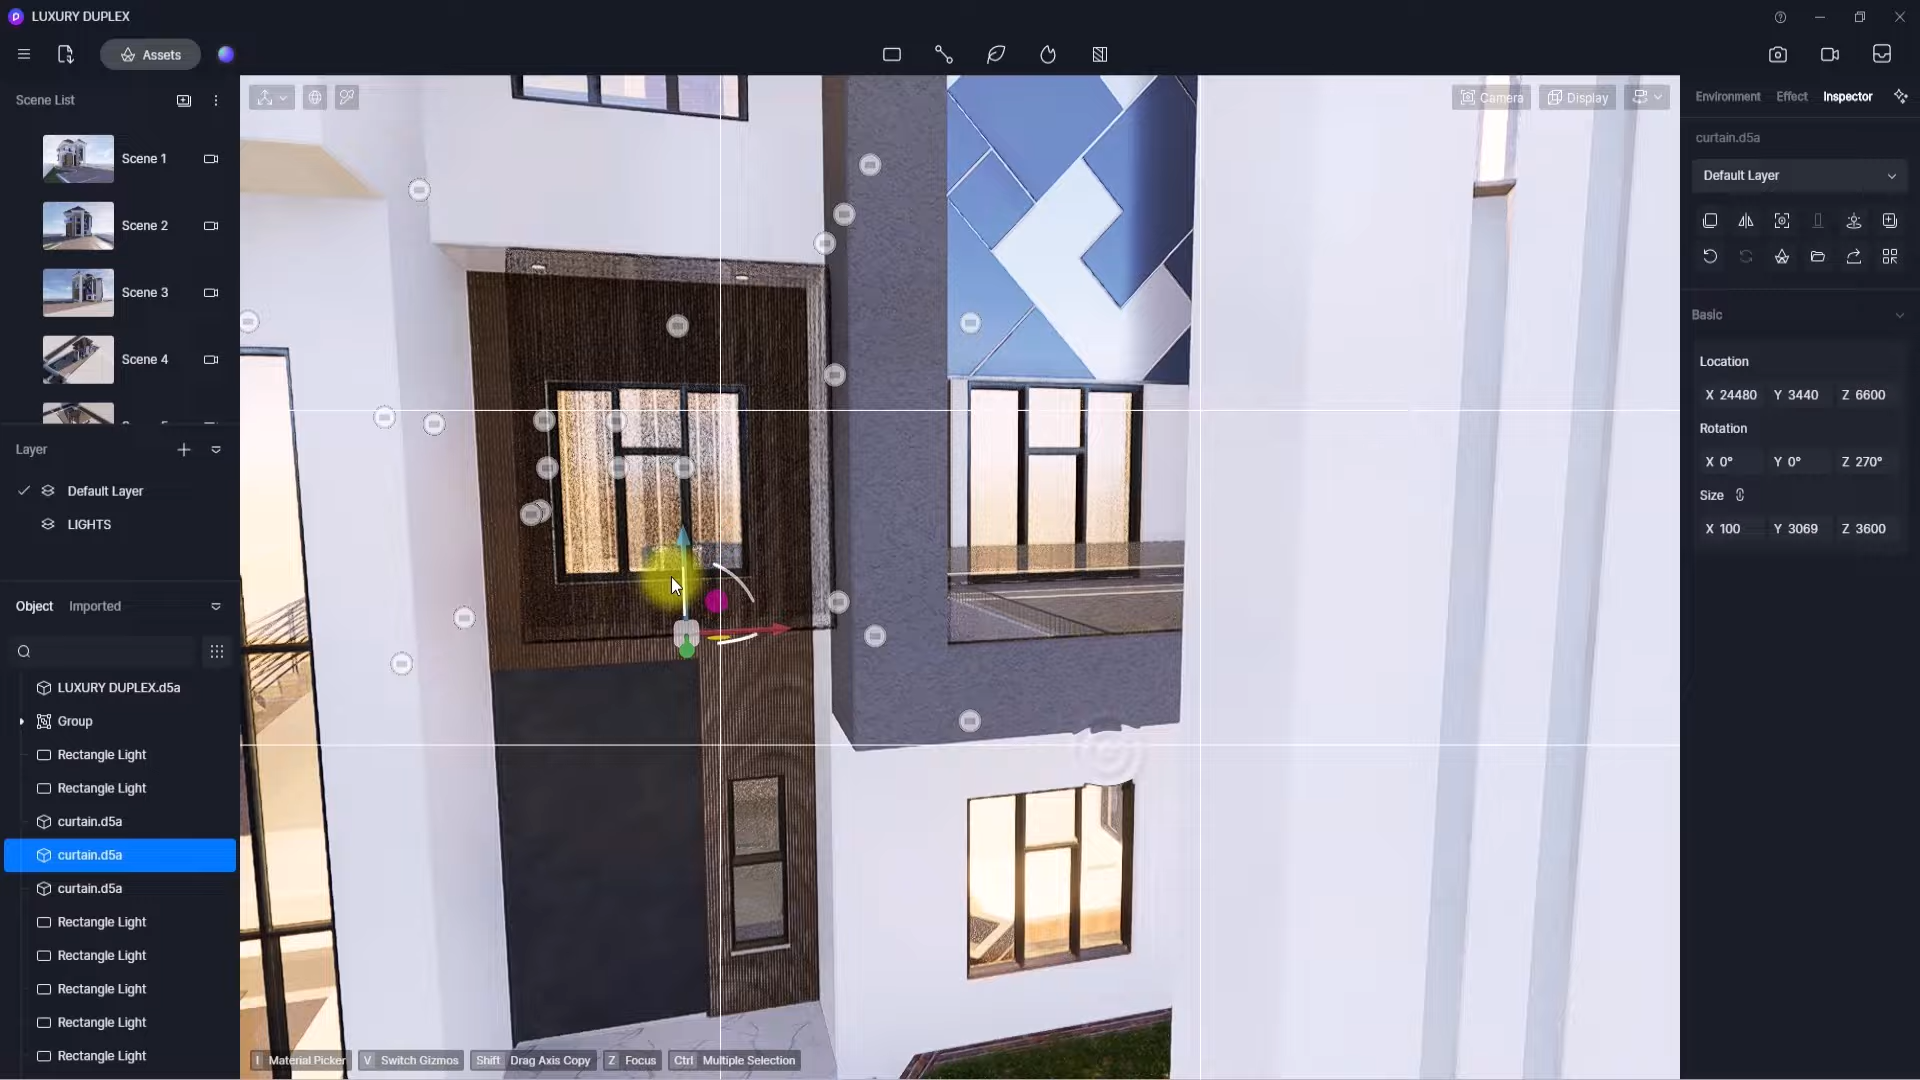 LUXURY DUPLEX
Assets
Scene List
Scene 1
Scene 2
Scene 3
Scene 4
Layer
Default Layer
LIGHTS
Object Imported
LUXURY DUPLEX.d5a
Group
Rectangle Light
Rectangle Light
curtain.d5a
curtain.d5a
curtain.d5a
Rectangle Light
Rectangle Light
Rectangle Light
Rectangle Light
Rectangle Light
Camera Display
I Material Picker V Switch Gizmos Shift Drag Axis Copy Z Focus Ctrl Multiple Selection
Environment Effect Inspector
curtain.d5a
Default Layer
Basic
Location
X 24480 Y 3440 Z 6600
Rotation
X 0° Y 0° Z 270°
Size
X 100 Y 3069 Z 3600